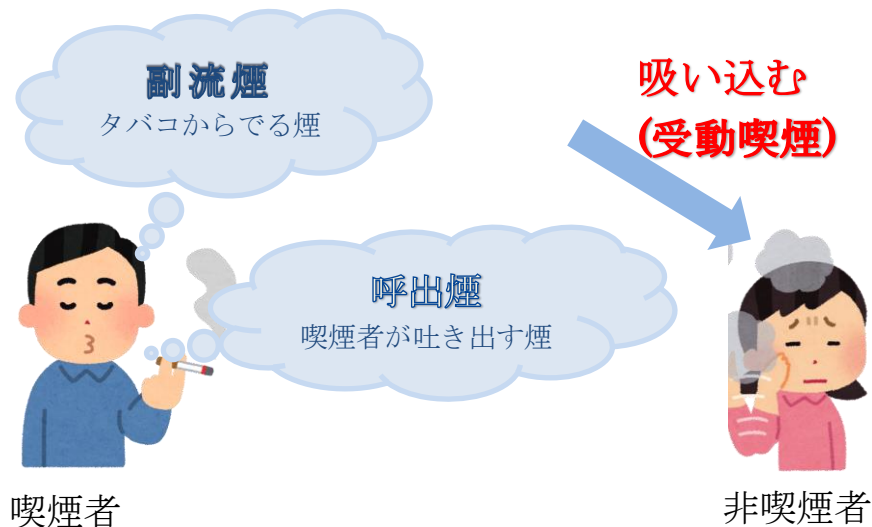 副流煙
タバコからでる煙
吸い込む
(受動喫煙)
呼出煙
喫煙者が吐き出す煙
喫煙者
非喫煙者